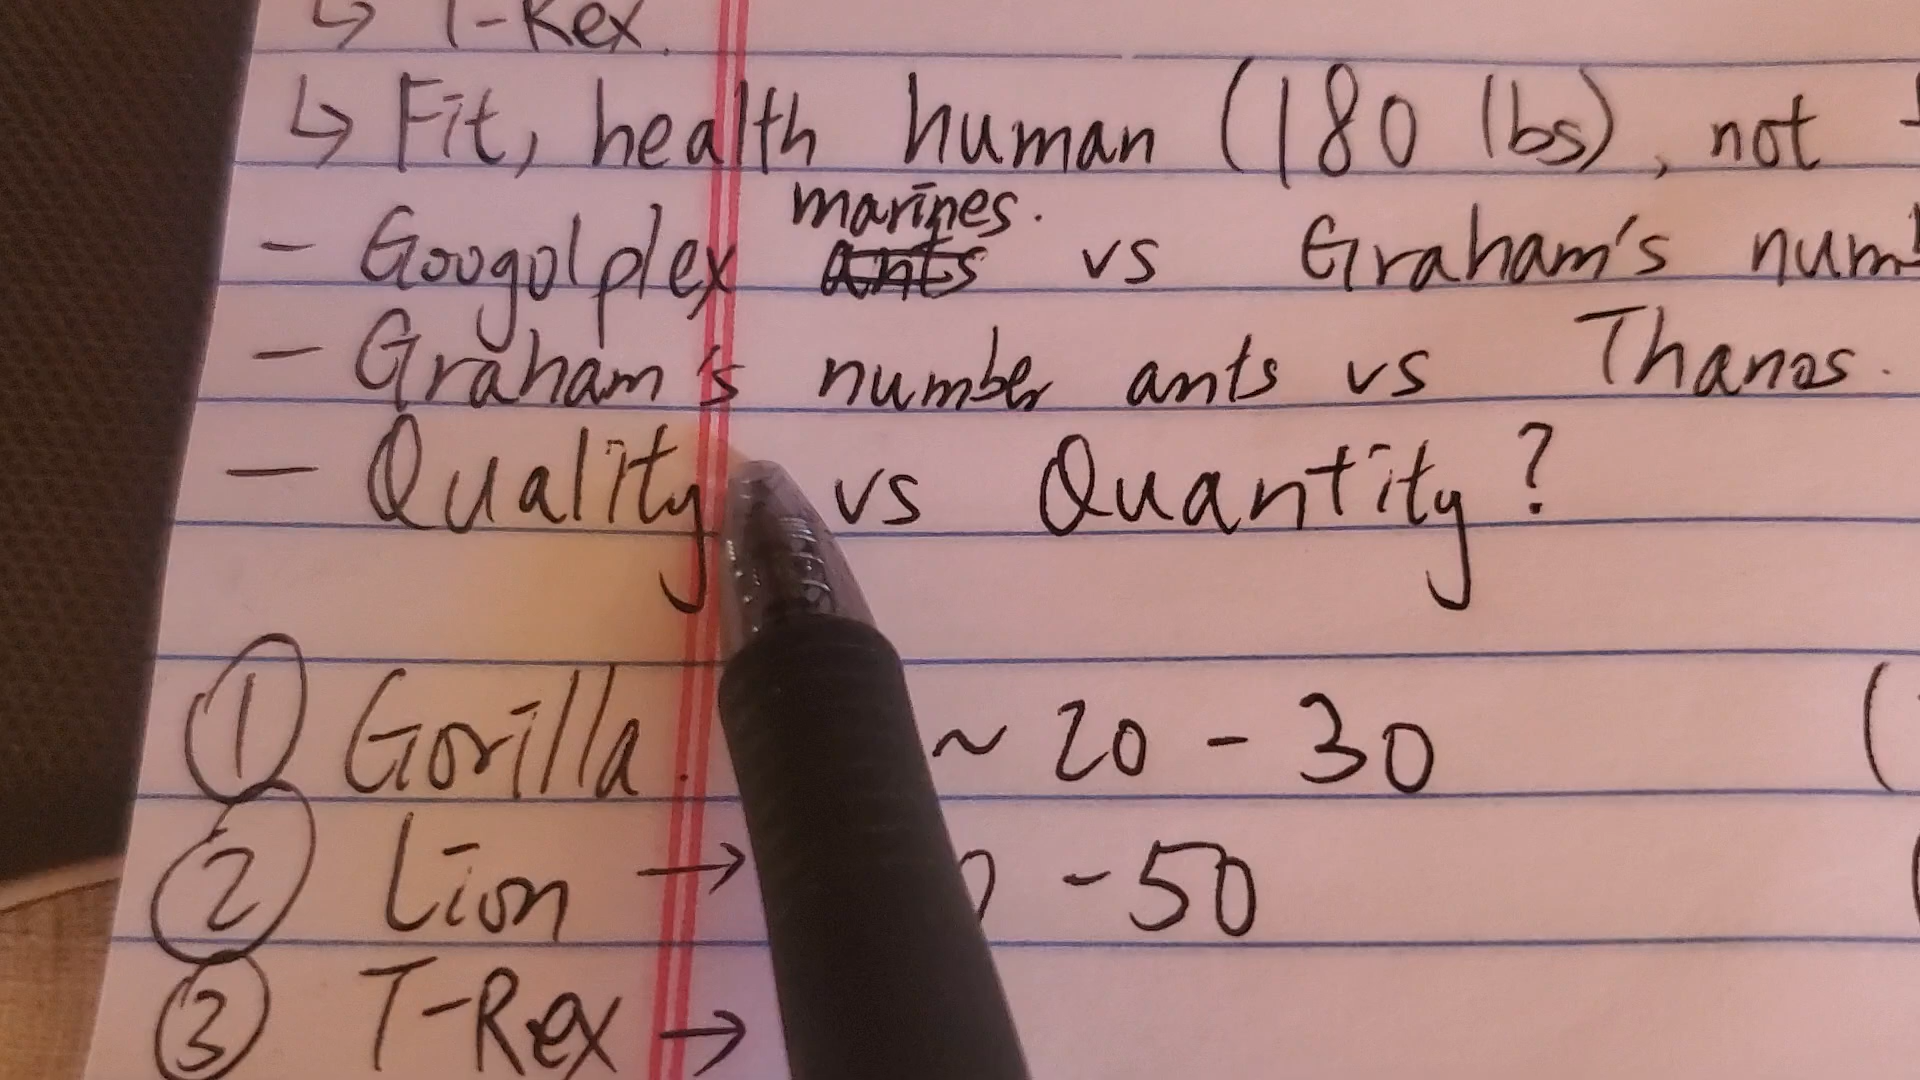 ↳ T-Rex.
↳ Fit, health human (180 lbs), not
marines.
- Googolplex ants vs Graham's num
- Graham's number ants vs Thanos.
- Quality vs Quantity?
① Gorilla. ~ 20 - 30 (
② Lion → - 50
③ T-Rex →